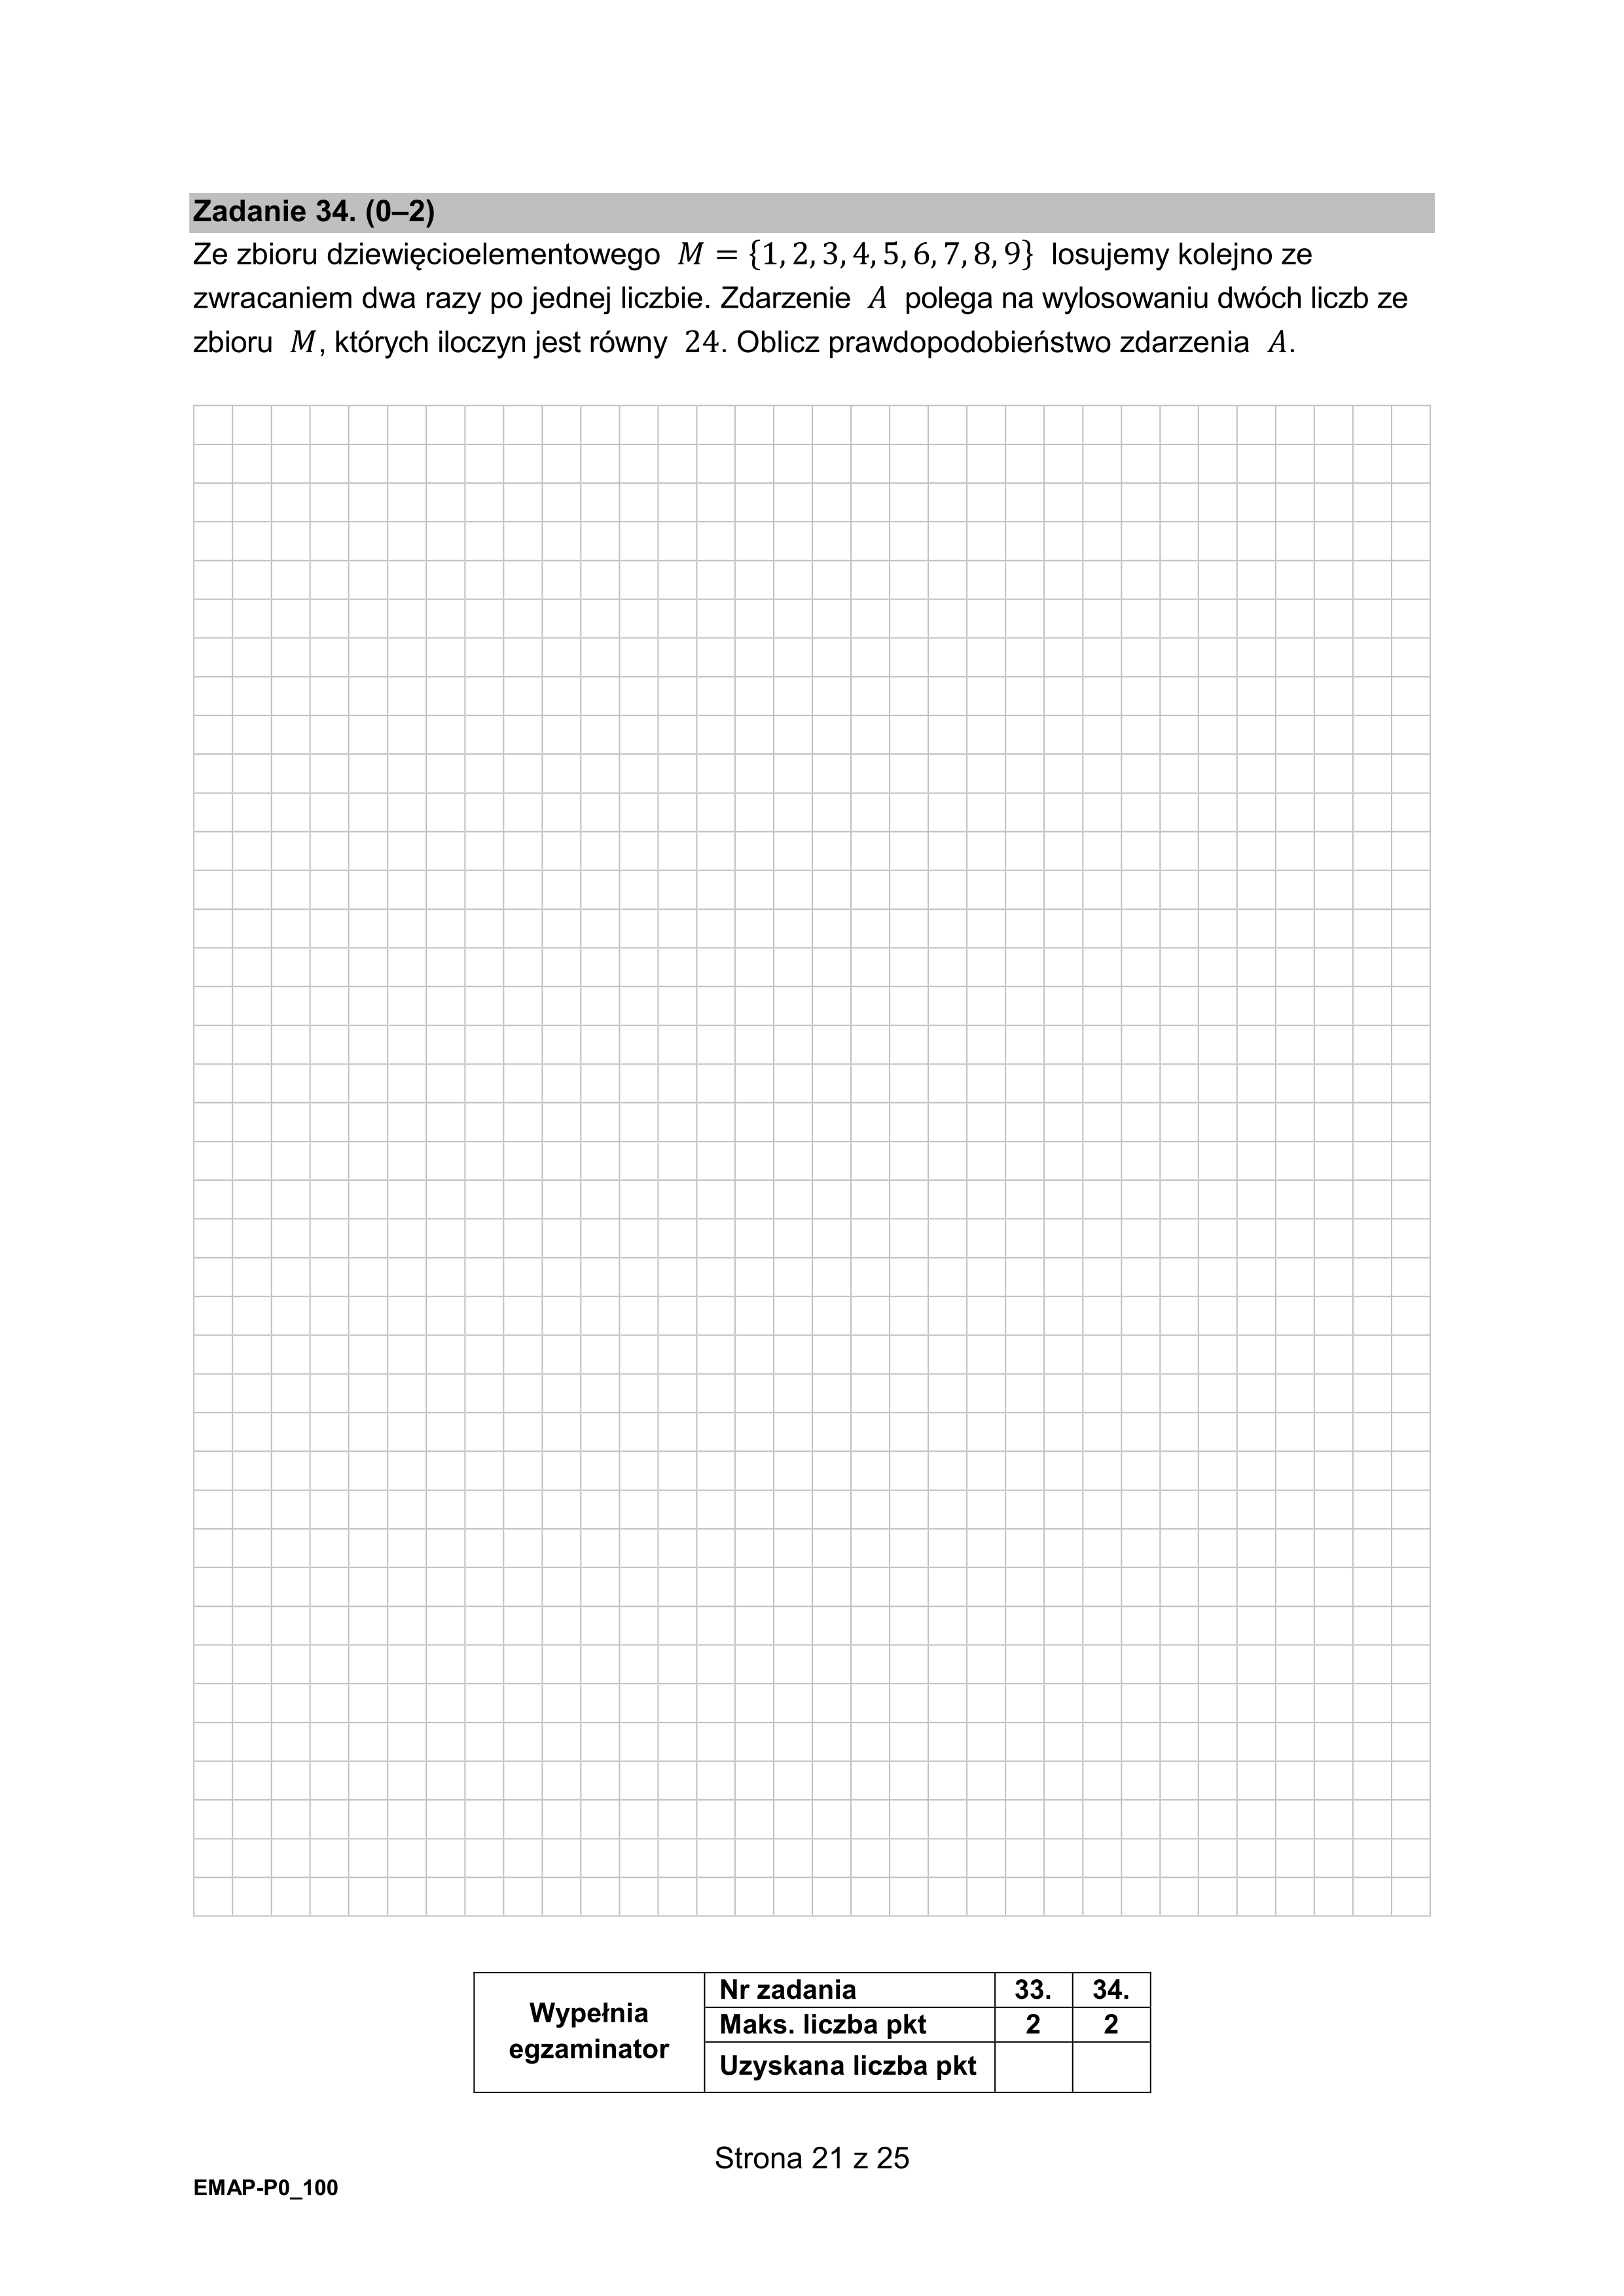 Zadanie 34. (0–2)
Ze zbioru dziewięcioelementowego M = {1, 2, 3, 4, 5, 6, 7, 8, 9} losujemy kolejno ze
zwracaniem dwa razy po jednej liczbie. Zdarzenie A polega na wylosowaniu dwóch liczb ze
zbioru M, których iloczyn jest równy 24. Oblicz prawdopodobieństwo zdarzenia A.
Wypełnia
egzaminator
Nr zadania 33. 34.
Maks. liczba pkt 2 2
Uzyskana liczba pkt
Strona 21 z 25
EMAP-P0_100